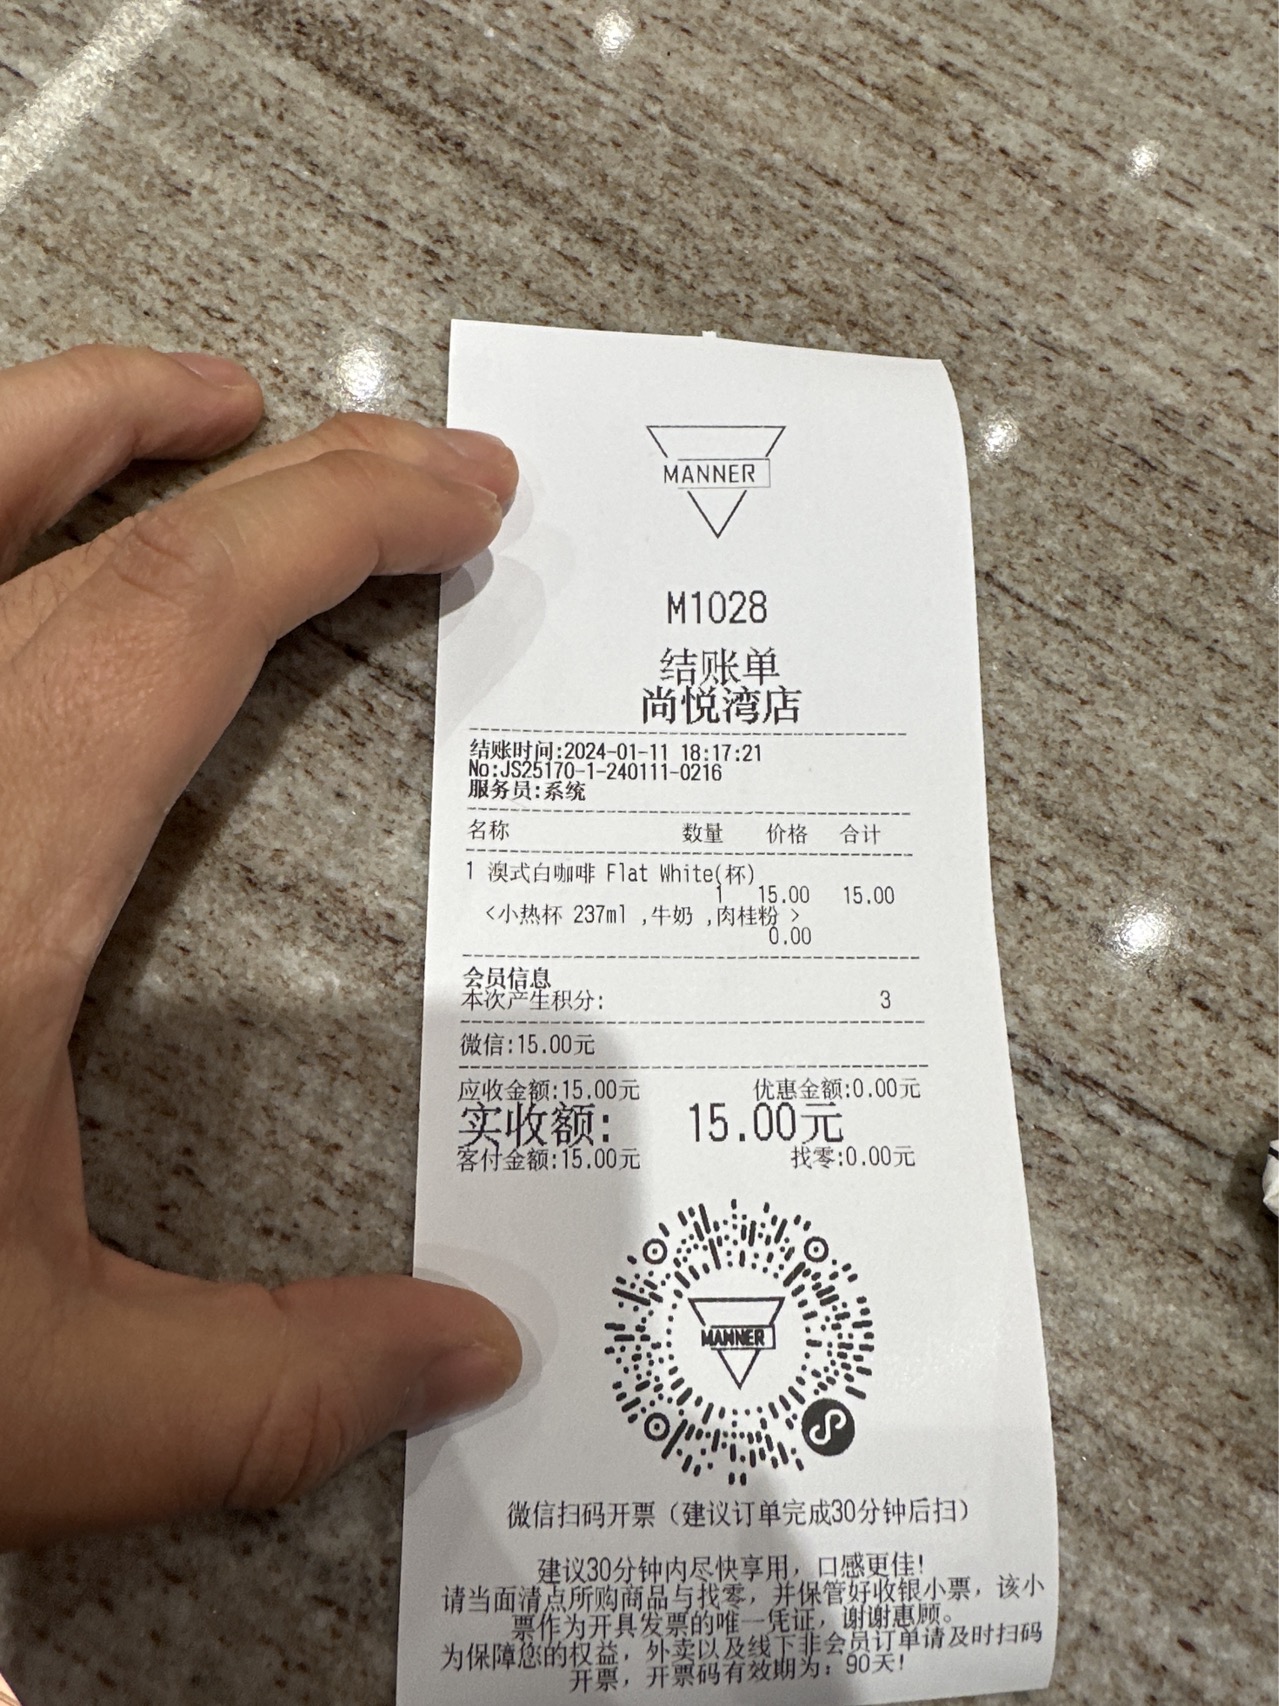 MANNER
M1028
结账单
尚悦湾店
结账时间:2024-01-11 18:17:21
No:JS25170-1-240111-0216
服务员:系统
名称 数量 价格 合计
1 澳式白咖啡 Flat White(杯)
1 15.00 15.00
<小热杯 237ml ,牛奶 ,肉桂粉 >
0.00
会员信息
本次产生积分: 3
微信:15.00元
应收金额:15.00元 优惠金额:0.00元
实收额: 15.00元
客付金额:15.00元 找零:0.00元
MANNER
微信扫码开票（建议订单完成30分钟后扫）
建议30分钟内尽快享用，口感更佳!
请当面清点所购商品与找零，并保管好收银小票，该小
票作为开具发票的唯一凭证，谢谢惠顾。
为保障您的权益，外卖以及线下非会员订单请及时扫码
开票，开票码有效期为：90天!